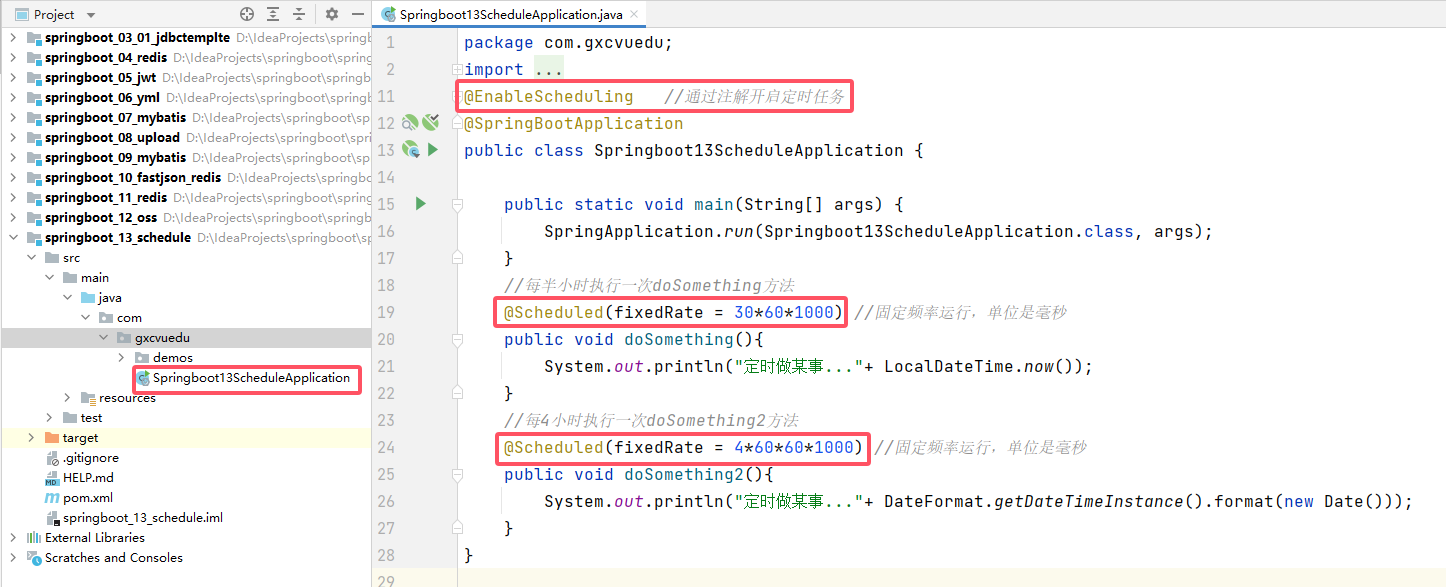 Project
springboot_03_01_jdbctemplte D:\IdeaProjects\springb
springboot_04_redis D:\IdeaProjects\springboot\spring
springboot_05_jwt D:\IdeaProjects\springboot\springb
springboot_06_yml D:\IdeaProjects\springboot\springb
springboot_07_mybatis D:\IdeaProjects\springboot\spr
springboot_08_upload D:\IdeaProjects\springboot\spri
springboot_09_mybatis D:\IdeaProjects\springboot\spr
springboot_10_fastjson_redis D:\IdeaProjects\springb
springboot_11_redis D:\IdeaProjects\springboot\spring
springboot_12_oss D:\IdeaProjects\springboot\springb
springboot_13_schedule D:\IdeaProjects\springboot\sp
src
main
java
com
gxcvuedu
demos
Springboot13ScheduleApplication
resources
test
target
.gitignore
HELP.md
pom.xml
springboot_13_schedule.iml
External Libraries
Scratches and Consoles
Springboot13ScheduleApplication.java
1 package com.gxcvuedu;
2 import ...
11 @EnableScheduling //通过注解开启定时任务
12 @SpringBootApplication
13 public class Springboot13ScheduleApplication {
14
15 public static void main(String[] args) {
16 SpringApplication.run(Springboot13ScheduleApplication.class, args);
17 }
18 //每半小时执行一次doSomething方法
19 @Scheduled(fixedRate = 30*60*1000) //固定频率运行，单位是毫秒
20 public void doSomething(){
21 System.out.println("定时做某事..."+ LocalDateTime.now());
22 }
23 //每4小时执行一次doSomething2方法
24 @Scheduled(fixedRate = 4*60*60*1000) //固定频率运行，单位是毫秒
25 public void doSomething2(){
26 System.out.println("定时做某事..."+ DateFormat.getDateTimeInstance().format(new Date()));
27 }
28 }
29